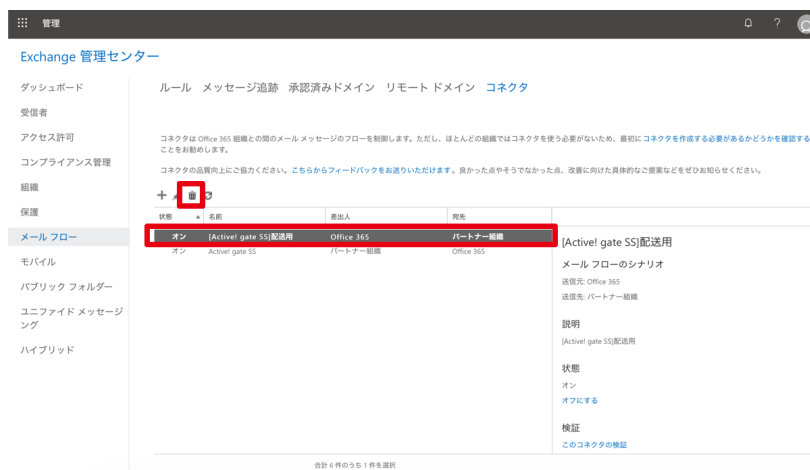 管理
?
Exchange 管理センター
ダッシュボード
受信者
アクセス許可
コンプライアンス管理
組織
保護
メール フロー
モバイル
パブリック フォルダー
ユニファイド メッセージ
ング
ハイブリッド
ルール メッセージ追跡 承認済みドメイン リモート ドメイン コネクタ
コネクタは Office 365 組織との間のメール メッセージのフローを制御します。ただし、ほとんどの組織ではコネクタを使う必要がないため、最初にコネクタを作成する必要があるかどうかを確認する
ことをお勧めします。
コネクタの品質向上にご協力ください。こちらからフィードバックをお送りいただけます。良かった点やそうでなかった点、改善に向けた具体的なご提案などをぜひお知らせください。
状態 名前 差出人 宛先
オン [Active! gate SS]配送用 Office 365 パートナー組織
オン Active! gate SS パートナー組織 Office 365
[Active! gate SS]配送用
メール フローのシナリオ
送信元: Office 365
送信先: パートナー組織
説明
[Active! gate SS]配送用
状態
オン
オフにする
検証
このコネクタの検証
合計 6 件のうち 1 件を選択